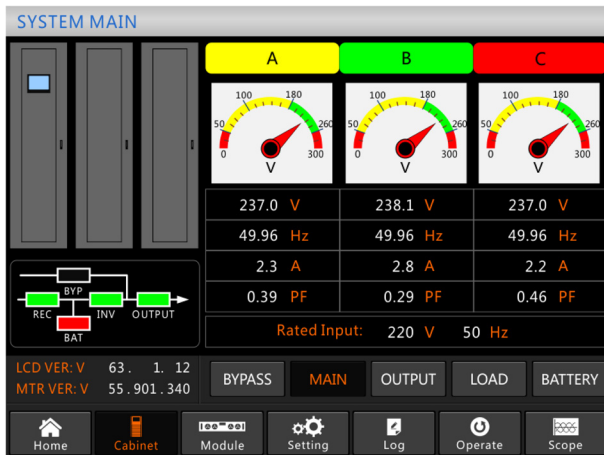 SYSTEM MAIN
A B C
100 180 100 180 100 180
50 260 50 260 50 260
0 300 0 300 0 300
V V V
237.0 V 238.1 V 237.0 V
49.96 Hz 49.96 Hz 49.96 Hz
2.3 A 2.8 A 2.2 A
0.39 PF 0.29 PF 0.46 PF
BYP
REC INV OUTPUT
BAT
Rated Input: 220 V 50 Hz
LCD VER: V 63. 1. 12
MTR VER: V 55.901.340
BYPASS MAIN OUTPUT LOAD BATTERY
Home Cabinet Module Setting Log Operate Scope